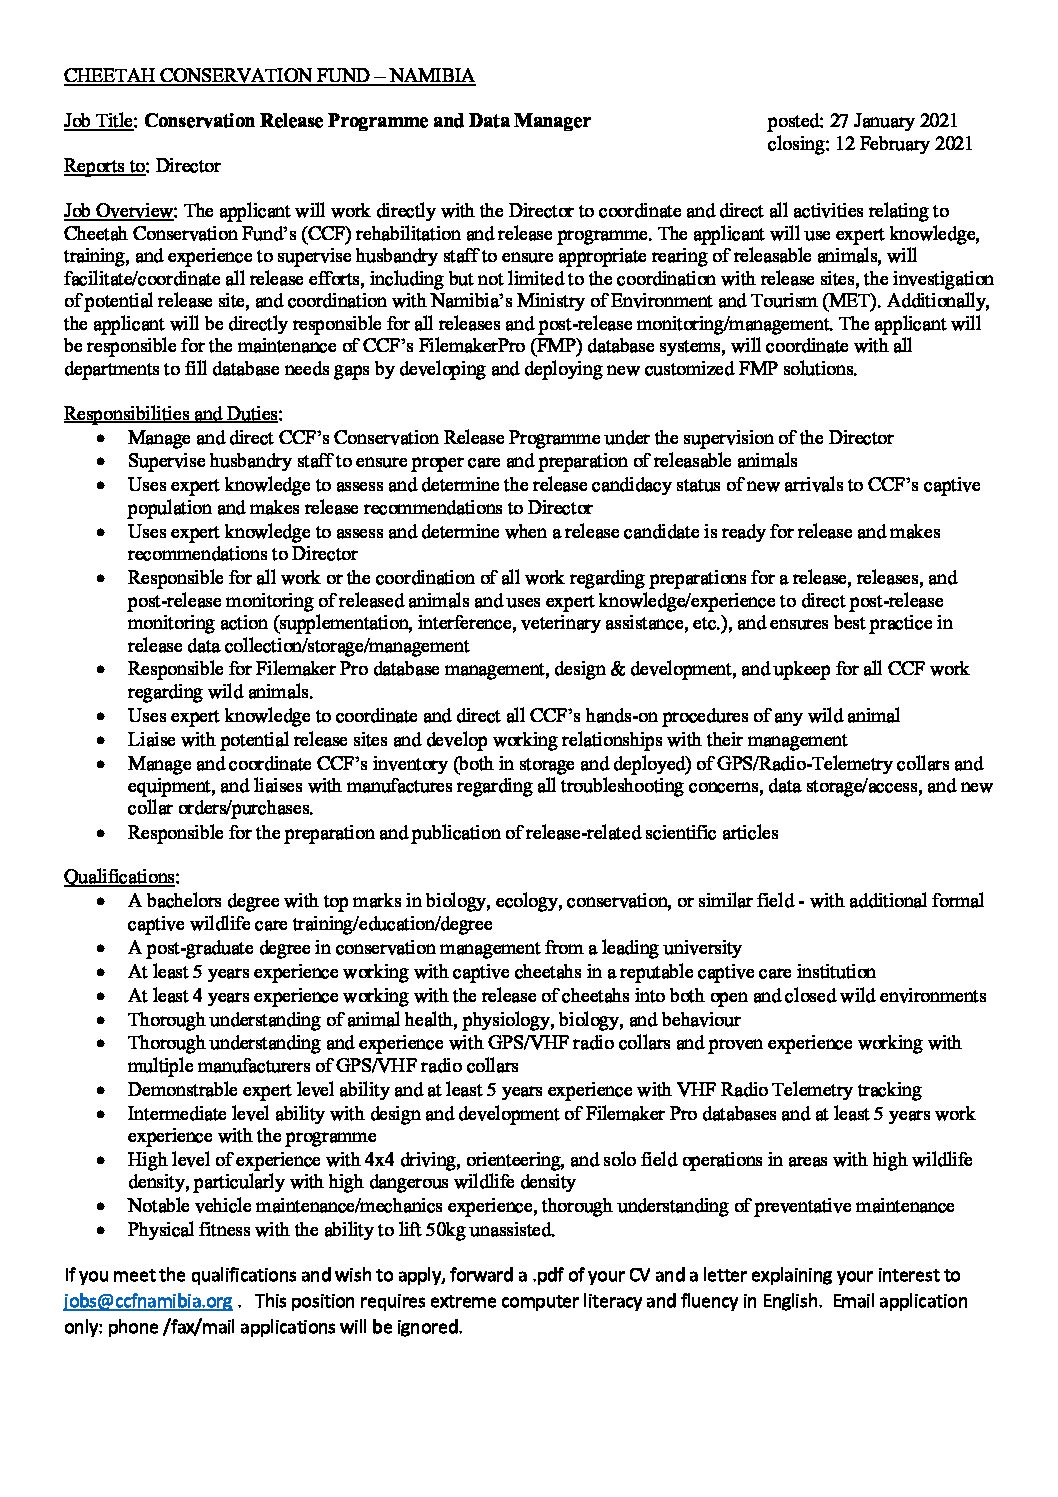 CHEETAH CONSERVATION FUND – NAMIBIA
Job Title: Conservation Release Programme and Data Manager posted: 27 January 2021
closing: 12 February 2021
Reports to: Director
Job Overview: The applicant will work directly with the Director to coordinate and direct all activities relating to
Cheetah Conservation Fund's (CCF) rehabilitation and release programme. The applicant will use expert knowledge,
training, and experience to supervise husbandry staff to ensure appropriate rearing of releasable animals, will
facilitate/coordinate all release efforts, including but not limited to the coordination with release sites, the investigation
of potential release site, and coordination with Namibia's Ministry of Environment and Tourism (MET). Additionally,
the applicant will be directly responsible for all releases and post-release monitoring/management. The applicant will
be responsible for the maintenance of CCF's FilemakerPro (FMP) database systems, will coordinate with all
departments to fill database needs gaps by developing and deploying new customized FMP solutions.
Responsibilities and Duties:
• Manage and direct CCF's Conservation Release Programme under the supervision of the Director
• Supervise husbandry staff to ensure proper care and preparation of releasable animals
• Uses expert knowledge to assess and determine the release candidacy status of new arrivals to CCF's captive
population and makes release recommendations to Director
• Uses expert knowledge to assess and determine when a release candidate is ready for release and makes
recommendations to Director
• Responsible for all work or the coordination of all work regarding preparations for a release, releases, and
post-release monitoring of released animals and uses expert knowledge/experience to direct post-release
monitoring action (supplementation, interference, veterinary assistance, etc.), and ensures best practice in
release data collection/storage/management
• Responsible for Filemaker Pro database management, design & development, and upkeep for all CCF work
regarding wild animals.
• Uses expert knowledge to coordinate and direct all CCF's hands-on procedures of any wild animal
• Liaise with potential release sites and develop working relationships with their management
• Manage and coordinate CCF's inventory (both in storage and deployed) of GPS/Radio-Telemetry collars and
equipment, and liaises with manufactures regarding all troubleshooting concerns, data storage/access, and new
collar orders/purchases.
• Responsible for the preparation and publication of release-related scientific articles
Qualifications:
• A bachelors degree with top marks in biology, ecology, conservation, or similar field - with additional formal
captive wildlife care training/education/degree
• A post-graduate degree in conservation management from a leading university
• At least 5 years experience working with captive cheetahs in a reputable captive care institution
• At least 4 years experience working with the release of cheetahs into both open and closed wild environments
• Thorough understanding of animal health, physiology, biology, and behaviour
• Thorough understanding and experience with GPS/VHF radio collars and proven experience working with
multiple manufacturers of GPS/VHF radio collars
• Demonstrable expert level ability and at least 5 years experience with VHF Radio Telemetry tracking
• Intermediate level ability with design and development of Filemaker Pro databases and at least 5 years work
experience with the programme
• High level of experience with 4x4 driving, orienteering, and solo field operations in areas with high wildlife
density, particularly with high dangerous wildlife density
• Notable vehicle maintenance/mechanics experience, thorough understanding of preventative maintenance
• Physical fitness with the ability to lift 50kg unassisted.
If you meet the qualifications and wish to apply, forward a .pdf of your CV and a letter explaining your interest to
jobs@ccfnamibia.org . This position requires extreme computer literacy and fluency in English. Email application
only: phone /fax/mail applications will be ignored.